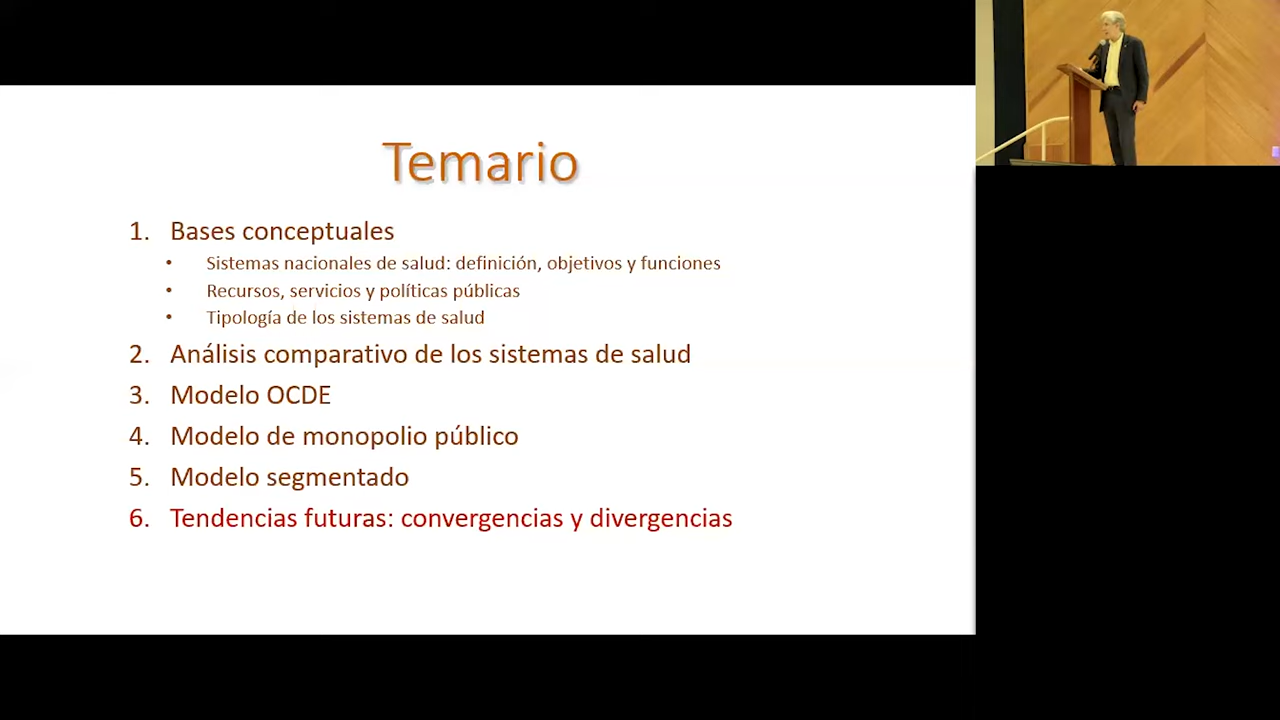 Temario
1. Bases conceptuales
• Sistemas nacionales de salud: definición, objetivos y funciones
• Recursos, servicios y políticas públicas
• Tipología de los sistemas de salud
2. Análisis comparativo de los sistemas de salud
3. Modelo OCDE
4. Modelo de monopolio público
5. Modelo segmentado
6. Tendencias futuras: convergencias y divergencias